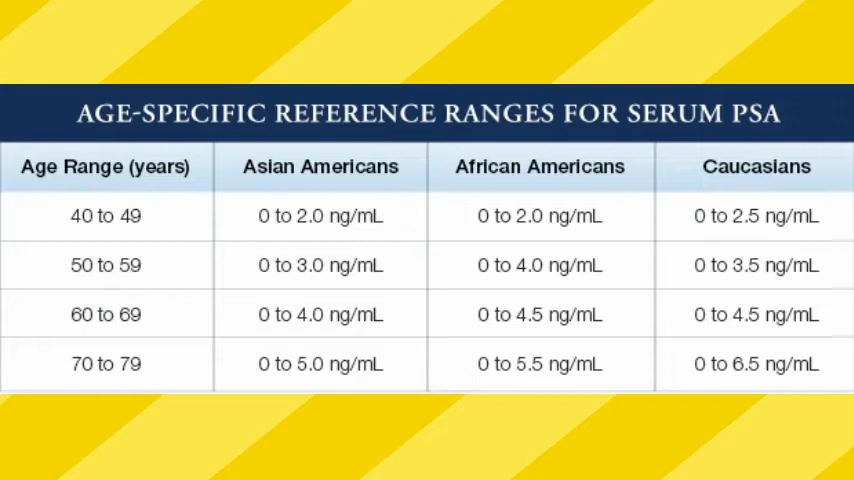 AGE-SPECIFIC REFERENCE RANGES FOR SERUM PSA
Age Range (years) Asian Americans African Americans Caucasians
40 to 49 0 to 2.0 ng/mL 0 to 2.0 ng/mL 0 to 2.5 ng/mL
50 to 59 0 to 3.0 ng/mL 0 to 4.0 ng/mL 0 to 3.5 ng/mL
60 to 69 0 to 4.0 ng/mL 0 to 4.5 ng/mL 0 to 4.5 ng/mL
70 to 79 0 to 5.0 ng/mL 0 to 5.5 ng/mL 0 to 6.5 ng/mL